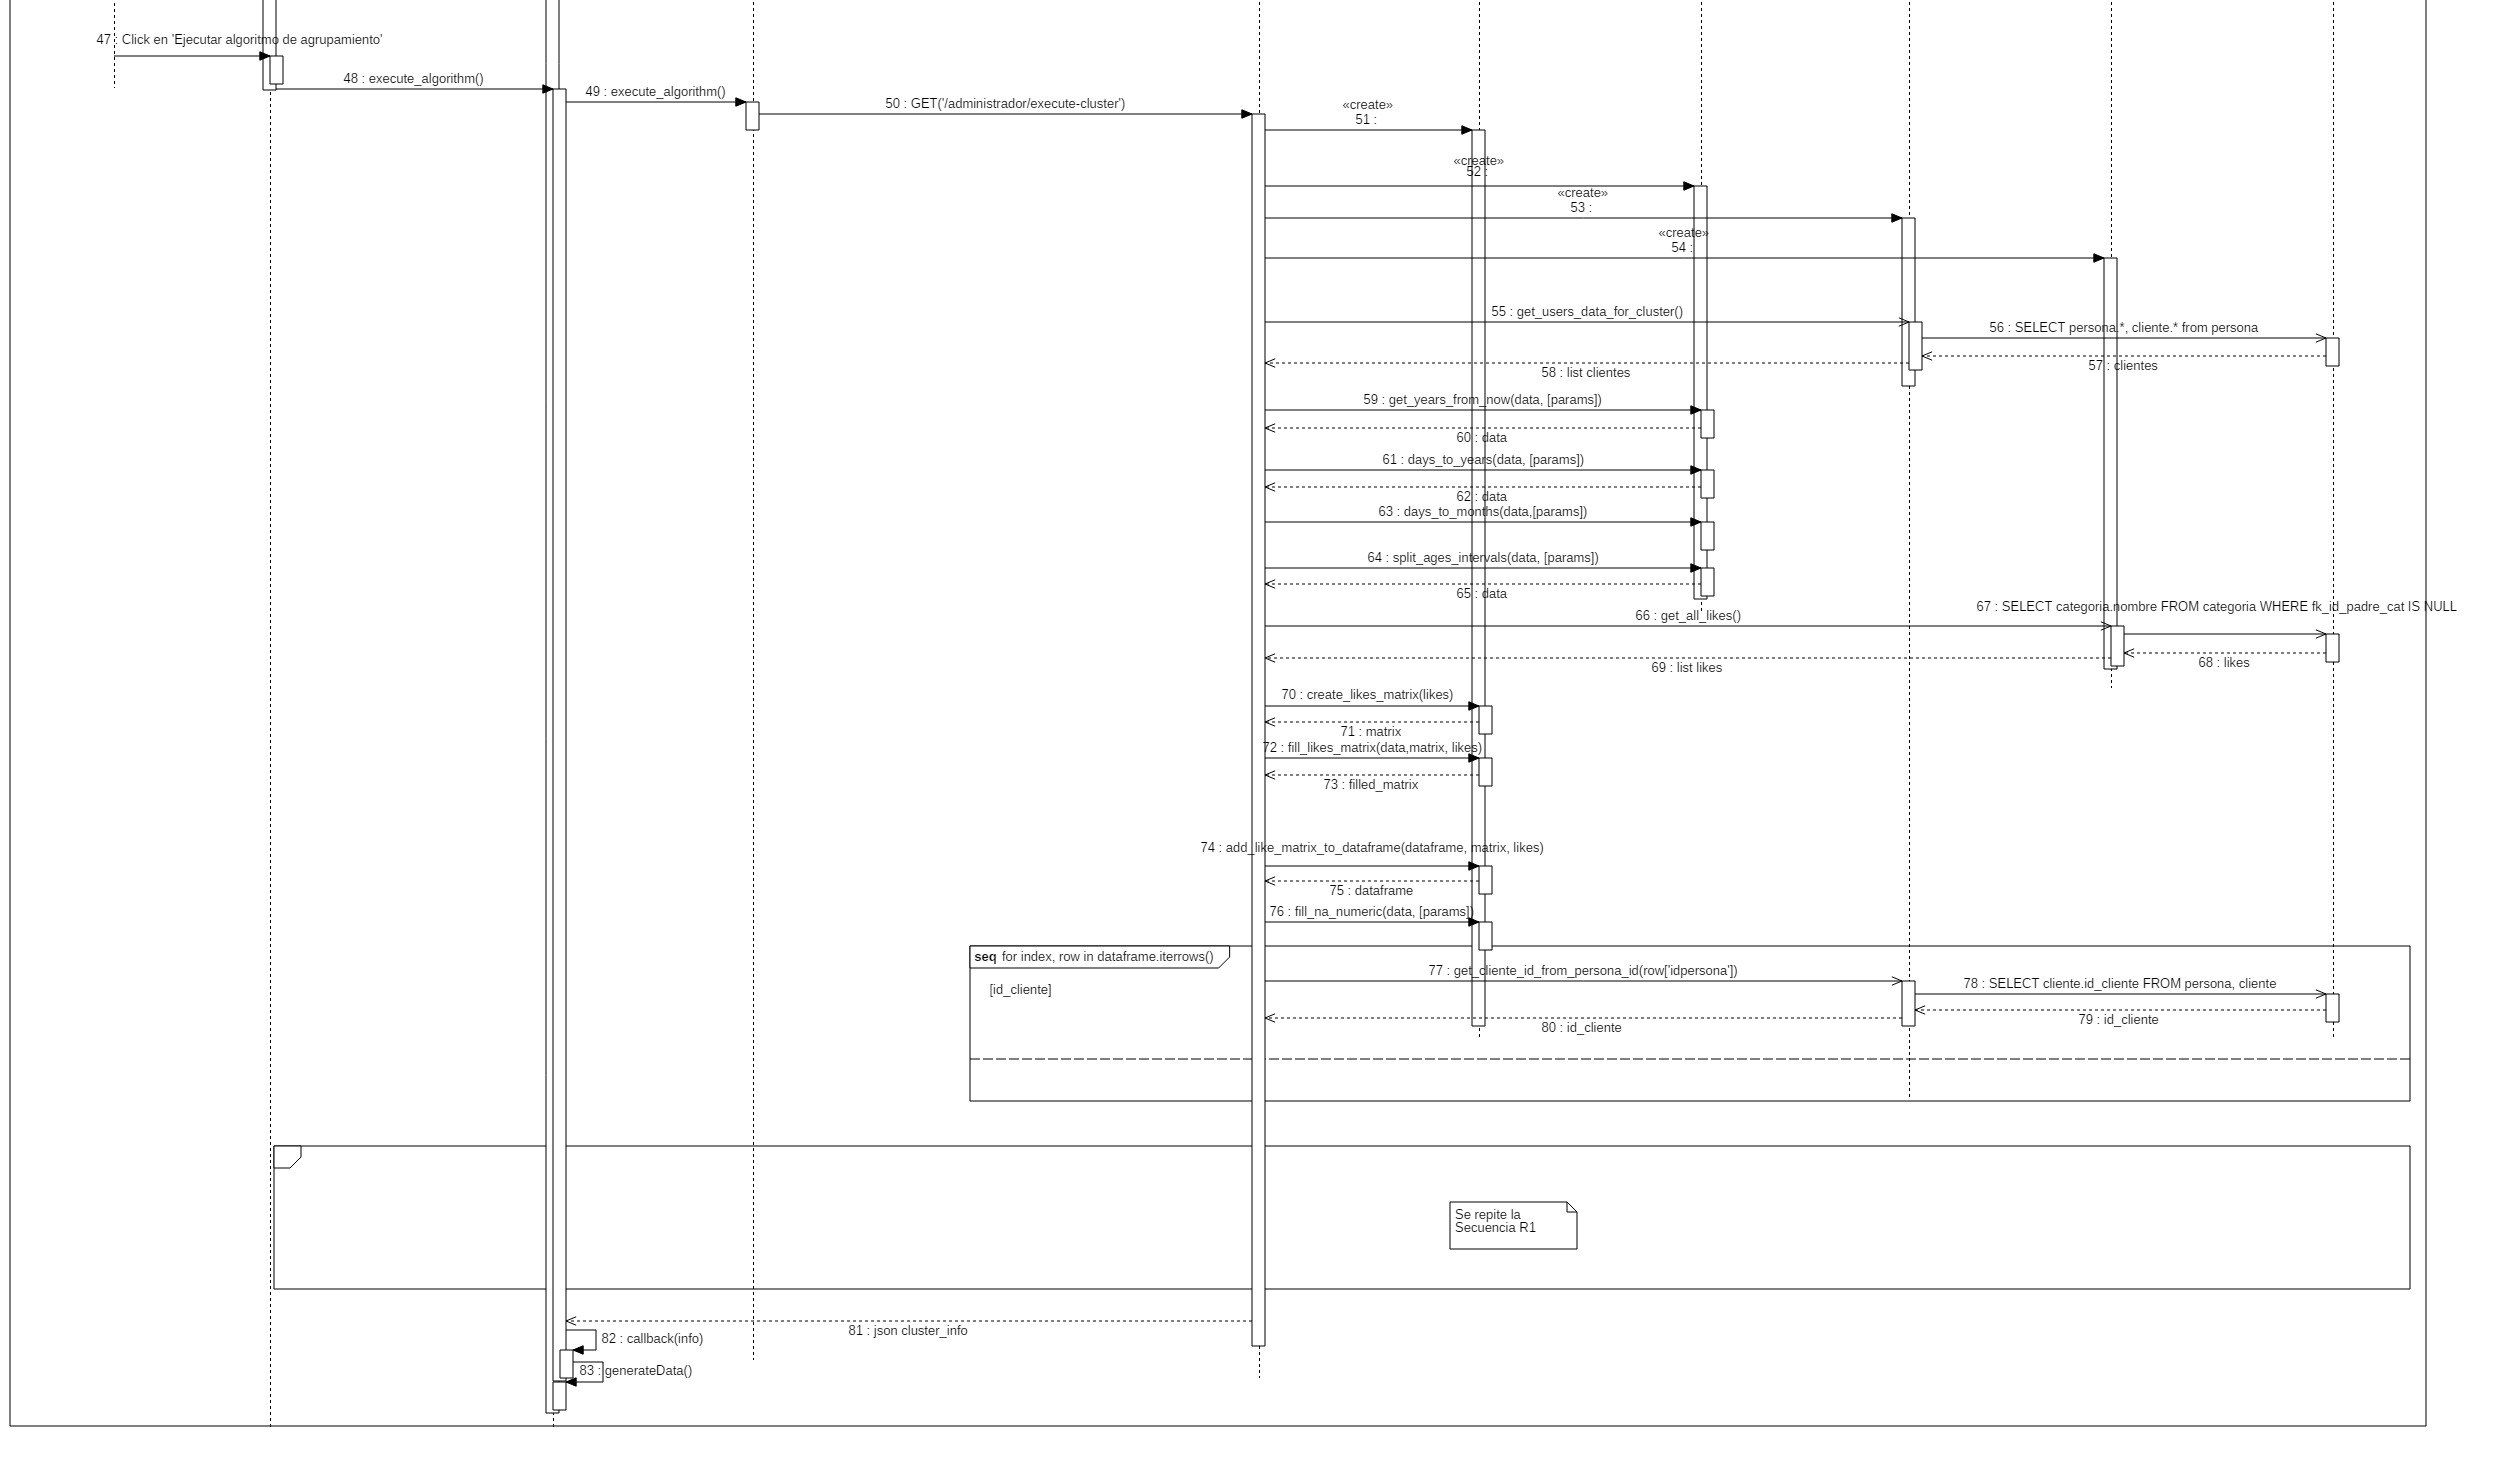 47 : Click en 'Ejecutar algoritmo de agrupamiento'
48 : execute_algorithm()
49 : execute_algorithm()
50 : GET('/administrador/execute-cluster')
«create»
51 :
«create»
52 :
«create»
53 :
«create»
54 :
55 : get_users_data_for_cluster()
56 : SELECT persona.*, cliente.* from persona
57 : clientes
58 : list clientes
59 : get_years_from_now(data, [params])
60 : data
61 : days_to_years(data, [params])
62 : data
63 : days_to_months(data,[params])
64 : split_ages_intervals(data, [params])
65 : data
66 : get_all_likes()
67 : SELECT categoria.nombre FROM categoria WHERE fk_id_padre_cat IS NULL
68 : likes
69 : list likes
70 : create_likes_matrix(likes)
71 : matrix
72 : fill_likes_matrix(data,matrix, likes)
73 : filled_matrix
74 : add_like_matrix_to_dataframe(dataframe, matrix, likes)
75 : dataframe
76 : fill_na_numeric(data, [params])
seq for index, row in dataframe.iterrows()
[id_cliente]
77 : get_cliente_id_from_persona_id(row['idpersona'])
78 : SELECT cliente.id_cliente FROM persona, cliente
79 : id_cliente
80 : id_cliente
Se repite la
Secuencia R1
81 : json cluster_info
82 : callback(info)
83 : generateData()